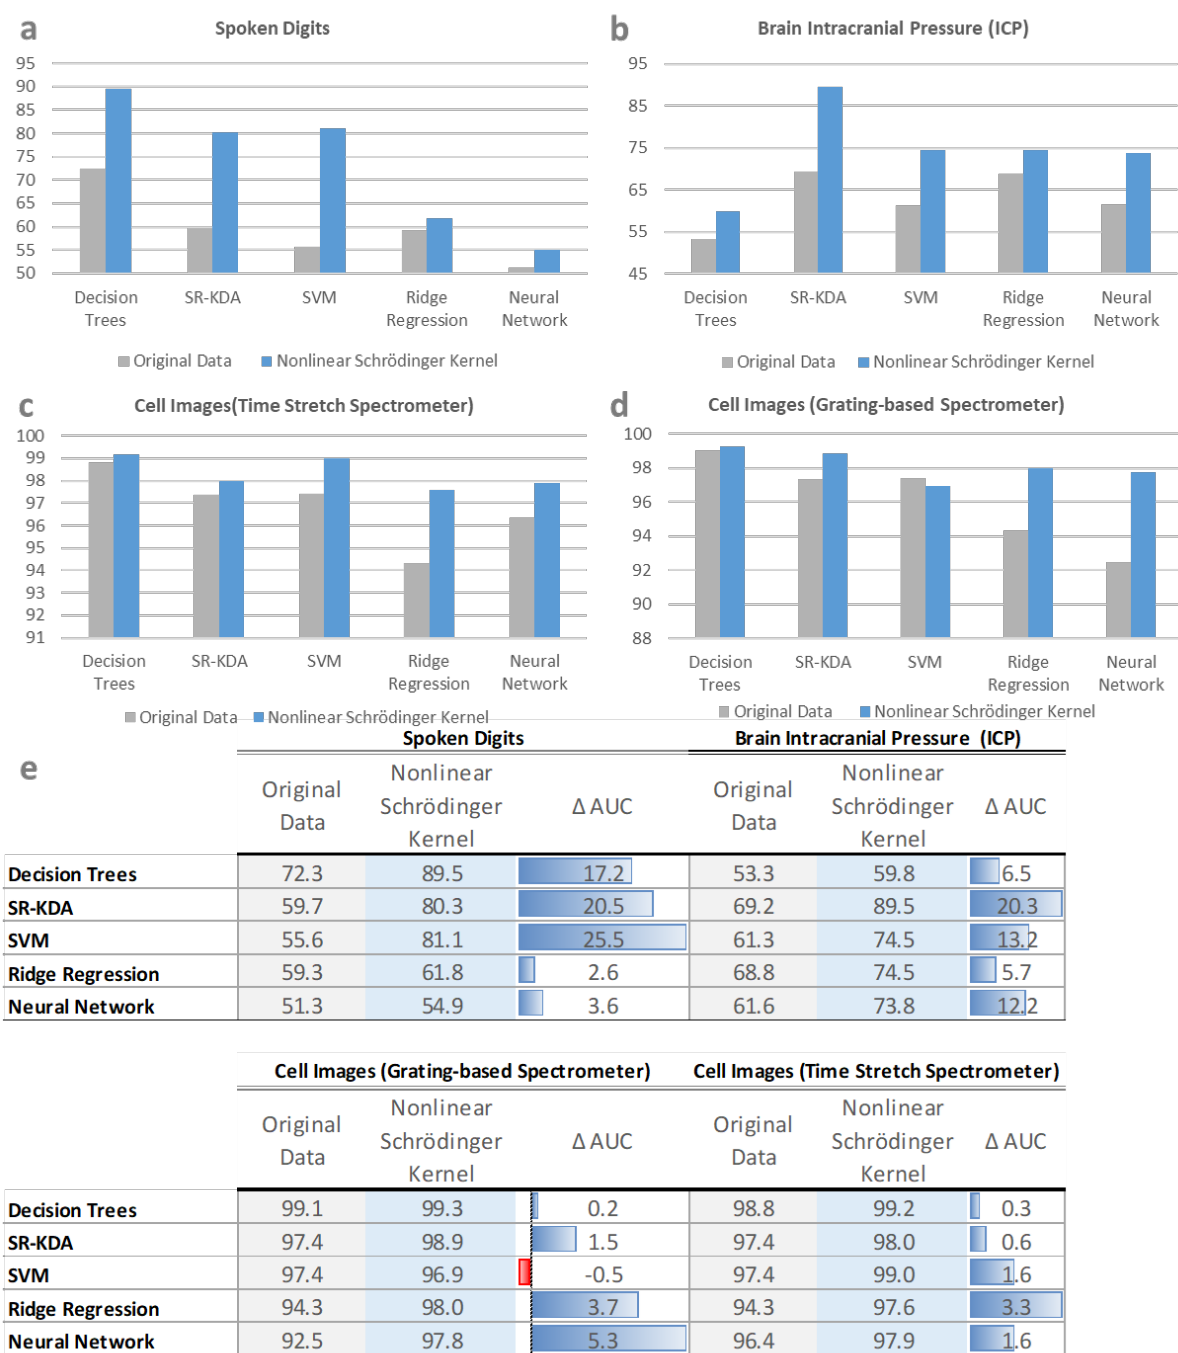 a
Spoken Digits
95
90
85
80
75
70
65
60
55
50
Decision Trees
SR-KDA
SVM
Ridge Regression
Neural Network
Original Data
Nonlinear Schrödinger Kernel
b
Brain Intracranial Pressure (ICP)
95
85
75
65
55
45
Decision Trees
SR-KDA
SVM
Ridge Regression
Neural Network
Original Data
Nonlinear Schrödinger Kernel
c
Cell Images(Time Stretch Spectrometer)
100
99
98
97
96
95
94
93
92
91
Decision Trees
SR-KDA
SVM
Ridge Regression
Neural Network
Original Data
Nonlinear Schrödinger Kernel
d
Cell Images (Grating-based Spectrometer)
100
98
96
94
92
90
88
Decision Trees
SR-KDA
SVM
Ridge Regression
Neural Network
Original Data
Nonlinear Schrödinger Kernel
e
Spoken Digits Brain Intracranial Pressure (ICP)
Original Data Nonlinear Schrödinger Kernel Δ AUC Original Data Nonlinear Schrödinger Kernel Δ AUC
Decision Trees 72.3 89.5 17.2 53.3 59.8 6.5
SR-KDA 59.7 80.3 20.5 69.2 89.5 20.3
SVM 55.6 81.1 25.5 61.3 74.5 13.2
Ridge Regression 59.3 61.8 2.6 68.8 74.5 5.7
Neural Network 51.3 54.9 3.6 61.6 73.8 12.2
Cell Images (Grating-based Spectrometer) Cell Images (Time Stretch Spectrometer)
Original Data Nonlinear Schrödinger Kernel Δ AUC Original Data Nonlinear Schrödinger Kernel Δ AUC
Decision Trees 99.1 99.3 0.2 98.8 99.2 0.3
SR-KDA 97.4 98.9 1.5 97.4 98.0 0.6
SVM 97.4 96.9 -0.5 97.4 99.0 1.6
Ridge Regression 94.3 98.0 3.7 94.3 97.6 3.3
Neural Network 92.5 97.8 5.3 96.4 97.9 1.6